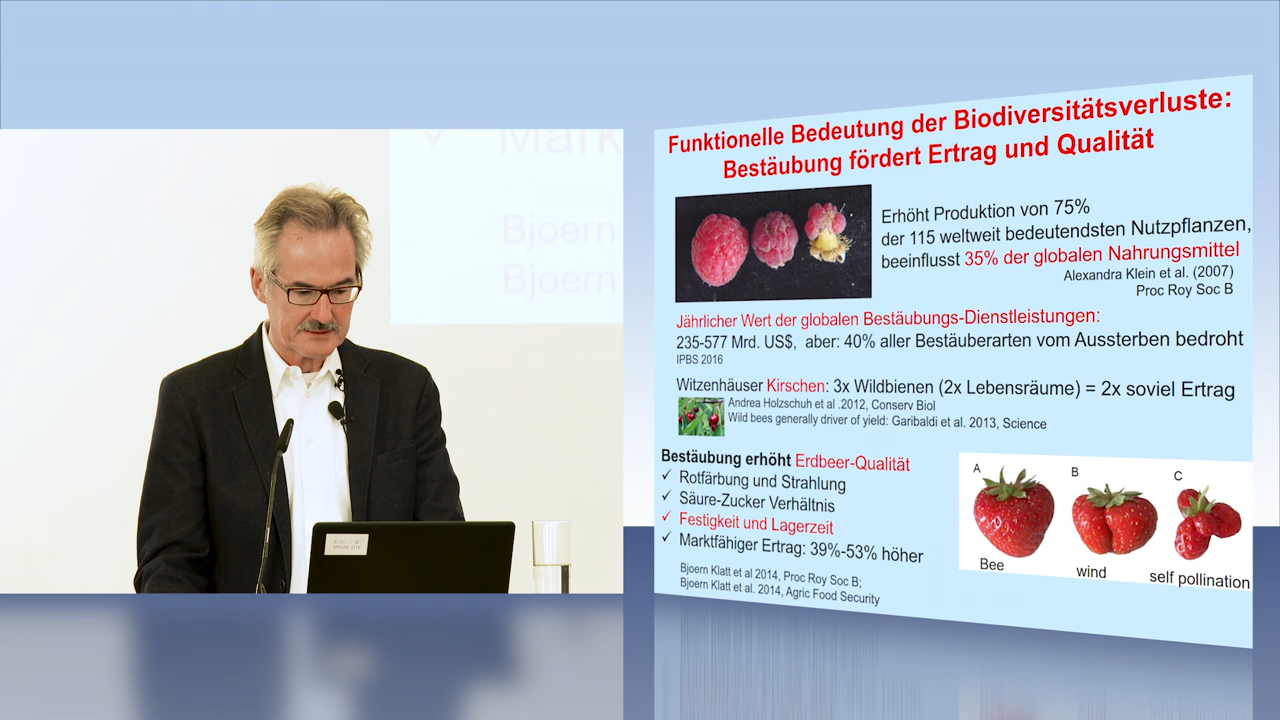 Mark
Bjoern
Bjoern
Funktionelle Bedeutung der Biodiversitätsverluste:
Bestäubung fördert Ertrag und Qualität
Erhöht Produktion von 75%
der 115 weltweit bedeutendsten Nutzpflanzen,
beeinflusst 35% der globalen Nahrungsmittel
Alexandra Klein et al. (2007)
Proc Roy Soc B
Jährlicher Wert der globalen Bestäubungs-Dienstleistungen:
235-577 Mrd. US$, aber: 40% aller Bestäuberarten vom Aussterben bedroht
IPBS 2016
Witzenhäuser Kirschen: 3x Wildbienen (2x Lebensräume) = 2x soviel Ertrag
Andrea Holzschuh et al .2012, Conserv Biol
Wild bees generally driver of yield: Garibaldi et al. 2013, Science
Bestäubung erhöht Erdbeer-Qualität
✓ Rotfärbung und Strahlung
✓ Säure-Zucker Verhältnis
✓ Festigkeit und Lagerzeit
✓ Marktfähiger Ertrag: 39%-53% höher
Bjoern Klatt et al 2014, Proc Roy Soc B;
Bjoern Klatt et al. 2014, Agric Food Security
A B C
Bee wind self pollination